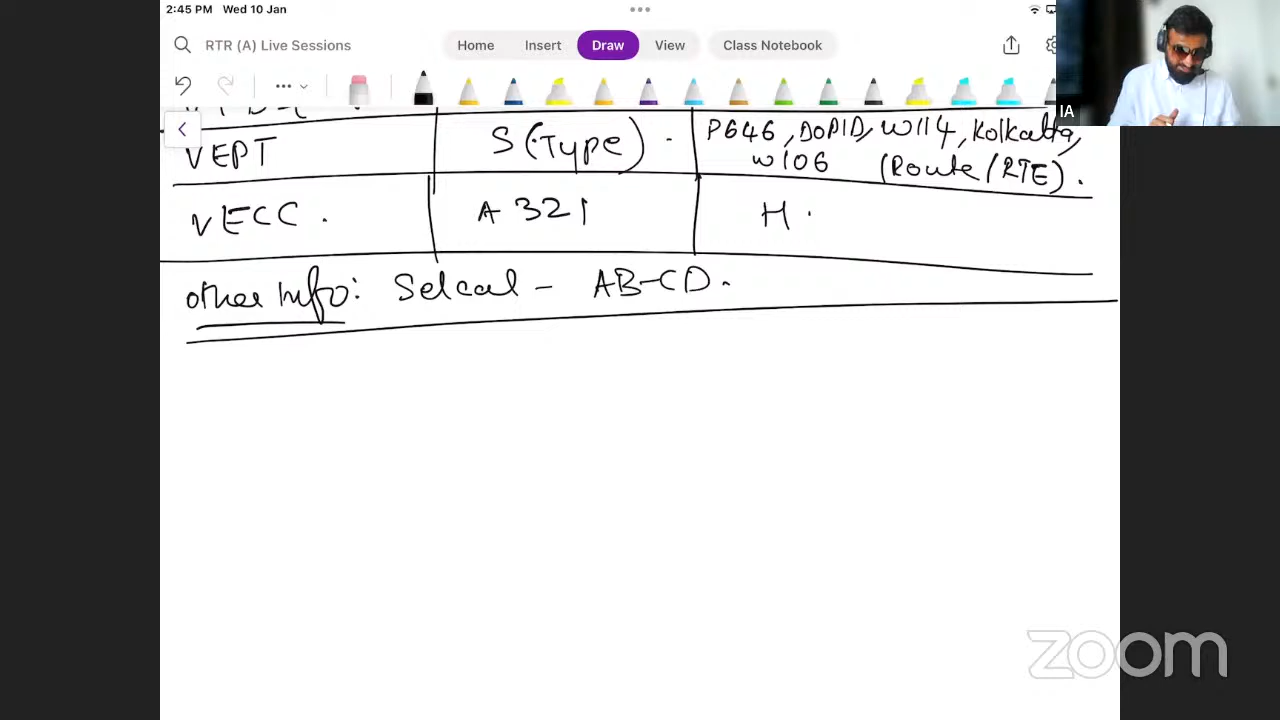 2:45 PM Wed 10 Jan
RTR (A) Live Sessions Home Insert Draw View Class Notebook
IA
VEPT S (Type) . P646, DOPID, W114, Kolkatta,
W106 (Route/RTE).
VECC . A 321 H .
Other Info: Selcal - AB-CD.
zoom